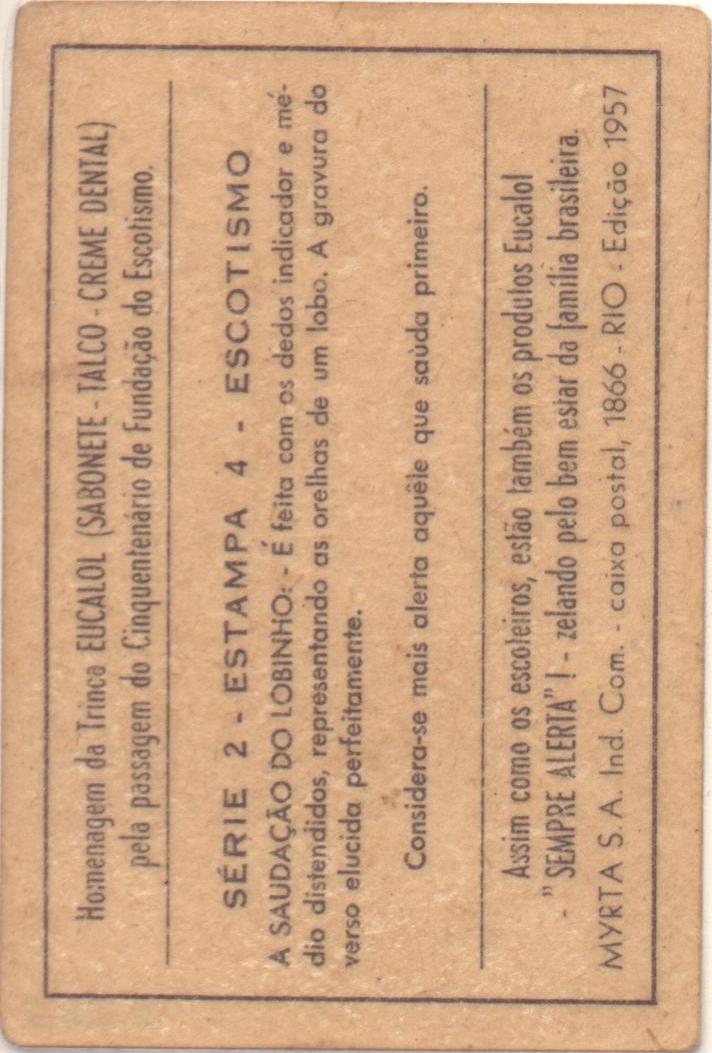 Homenagem da Trinca EUCALOL (SABONETE - TALCO - CREME DENTAL)
pela passagem do Cinquentenário de Fundação do Escotismo.
SÉRIE 2 - ESTAMPA 4 - ESCOTISMO
A SAUDAÇÃO DO LOBINHO: - É feita com os dedos indicador e mé-
dio distendidos, representando as orelhas de um lobo. A gravura do
verso elucida perfeitamente.
Considera-se mais alerta aquêle que saùda primeiro.
Assim como os escoteiros, estão também os produtos Eucalol
- "SEMPRE ALERTA" ! - zelando pelo bem estar da família brasileira.
MYRTA S. A. Ind. Com. - caixa postal, 1866 - RIO - Edição 1957